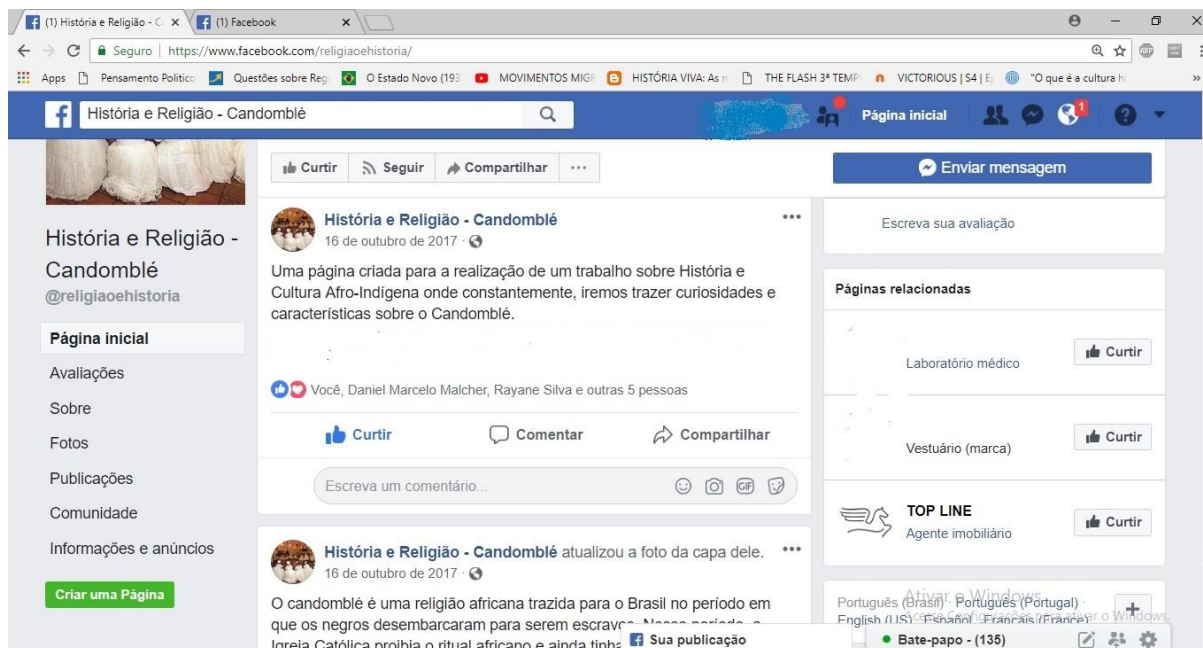 (1) História e Religião - C
(1) Facebook
Seguro | https://www.facebook.com/religiaoehistoria/
Apps Pensamento Politico Questões sobre Reg O Estado Novo (193 MOVIMENTOS MIGR HISTÓRIA VIVA: As THE FLASH 3ª TEMP VICTORIOUS | S4 | E "O que é a cultura h
História e Religião - Candomblé
Página inicial
1
Curtir Seguir Compartilhar ...
Enviar mensagem
História e Religião -
Candomblé
@religiaoehistoria
Página inicial
Avaliações
Sobre
Fotos
Publicações
Comunidade
Informações e anúncios
Criar uma Página
História e Religião - Candomblé
16 de outubro de 2017
Uma página criada para a realização de um trabalho sobre História e
Cultura Afro-Indígena onde constantemente, iremos trazer curiosidades e
características sobre o Candomblé.
Você, Daniel Marcelo Malcher, Rayane Silva e outras 5 pessoas
Curtir Comentar Compartilhar
Escreva um comentário...
GIF
História e Religião - Candomblé atualizou a foto da capa dele.
16 de outubro de 2017
O candomblé é uma religião africana trazida para o Brasil no período em
que os negros desembarcaram para serem
Igreja Católica proibia o ritual africano e ainda
Sua publicação
Escreva sua avaliação
Páginas relacionadas
Laboratório médico
Curtir
Vestuário (marca)
Curtir
TOP LINE
Agente imobiliário
Curtir
Português (Brasil) · Português (Portugal) ·
English (US) · Español · Français (France)
Ativar o Windows
Bate-papo - (135)